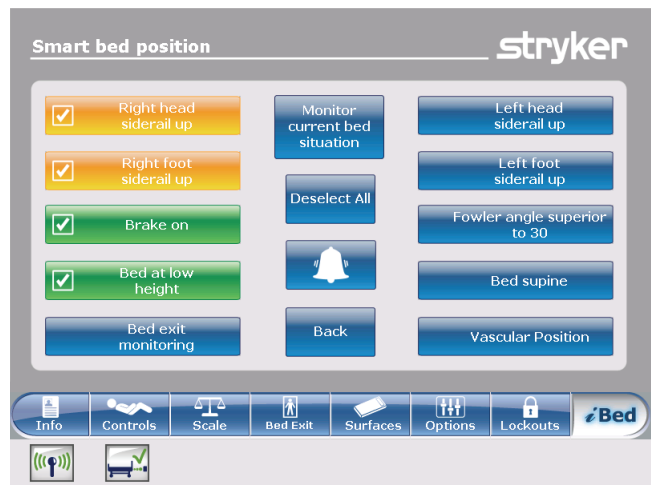 Smart bed position
stryker
Right head
siderail up
Right foot
siderail up
Brake on
Bed at low
height
Bed exit
monitoring
Monitor
current bed
situation
Deselect All
Back
Left head
siderail up
Left foot
siderail up
Fowler angle superior
to 30
Bed supine
Vascular Position
Info
Controls
Scale
Bed Exit
Surfaces
Options
Lockouts
iBed